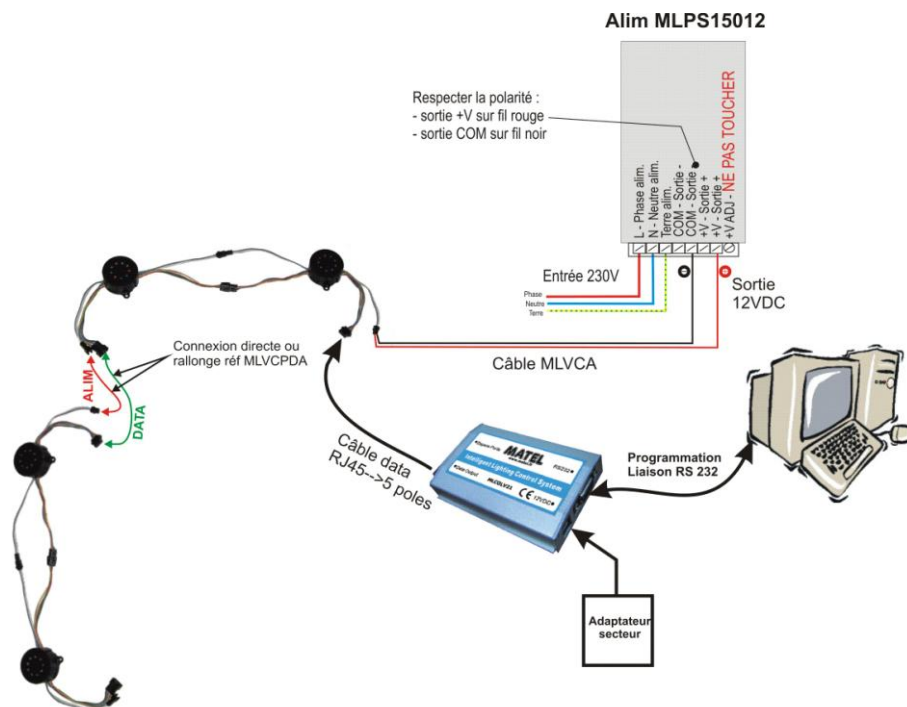 Alim MLPS15012
Respecter la polarité :
- sortie +V sur fil rouge
- sortie COM sur fil noir
L - Phase alim.
N - Neutre alim.
Terre alim.
COM - Sortie -
COM - Sortie
+V - Sortie +
+V - Sortie +
+V ADJ - NE PAS TOUCHER
Entrée 230V
Phase
Neutre
Terre
Sortie
12VDC
Câble MLVCA
Connexion directe ou
rallonge réf MLVCPDA
ALIM
DATA
Câble data
RJ45-->5 poles
MATEL
RS232
Intelligent Lighting Control System
12VDC
Programmation
Liaison RS 232
Adaptateur
secteur